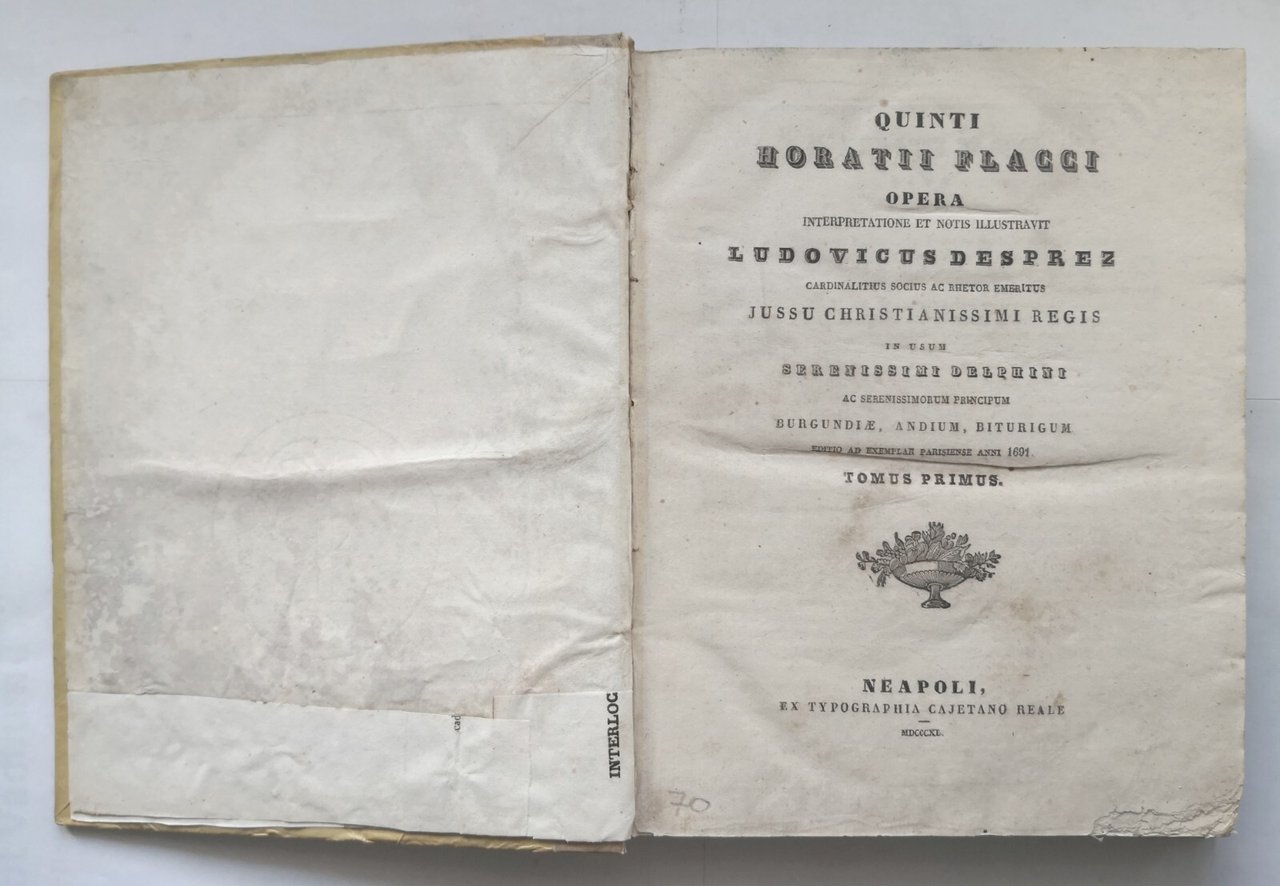 cad
INTERLOC
QUINTI
HORATII FLACCI
OPERA
INTERPRETATIONE ET NOTIS ILLUSTRAVIT
LUDOVICUS DESPREZ
CARDINALITIUS SOCIUS AC RHETOR EMERITUS
JUSSU CHRISTIANISSIMI REGIS
IN USUM
SERENISSIMI DELPHINI
AC SERENISSIMORUM PRINCIPUM
BURGUNDIÆ, ANDIUM, BITURIGUM
EDITIO AD EXEMPLAR PARISIENSE ANNI 1691.
TOMUS PRIMUS.
NEAPOLI,
EX TYPOGRAPHIA CAJETANO REALE
MDCCCXL.
70